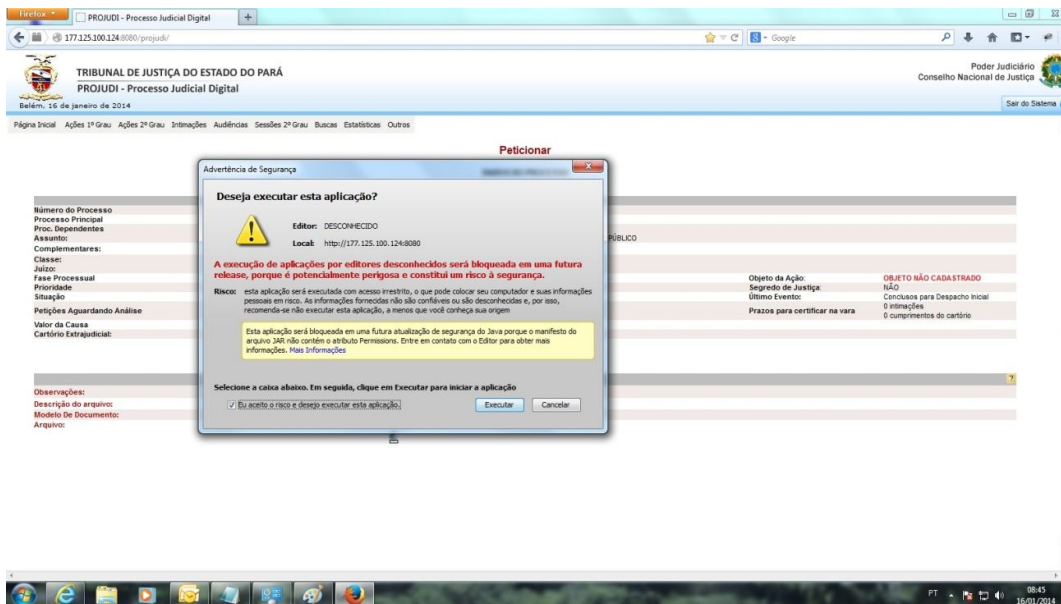 Firefox
PROJUDI - Processo Judicial Digital
+
177.125.100.124:8080/projudi/
Google
TRIBUNAL DE JUSTIÇA DO ESTADO DO PARÁ
PROJUDI - Processo Judicial Digital
Poder Judiciário
Conselho Nacional de Justiça
Belém, 16 de janeiro de 2014
Sair do Sistema
Página Inicial Ações 1º Grau Ações 2º Grau Intimações Audiências Sessões 2º Grau Buscas Estatísticas Outros
Peticionar
Advertência de Segurança
Deseja executar esta aplicação?
Editor: DESCONHECIDO
Local: http://177.125.100.124:8080
A execução de aplicações por editores desconhecidos será bloqueada em uma futura
release, porque é potencialmente perigosa e constitui um risco à segurança.
Risco: esta aplicação será executada com acesso irrestrito, o que pode colocar seu computador e suas informações
pessoais em risco. As informações fornecidas não são confiáveis ou são desconhecidas e, por isso,
recomenda-se não executar esta aplicação, a menos que você conheça sua origem
Esta aplicação será bloqueada em uma futura atualização de segurança do Java porque o manifesto do
arquivo JAR não contém o atributo Permissions. Entre em contato com o Editor para obter mais
informações. Mais Informações
Selecione a caixa abaixo. Em seguida, clique em Executar para iniciar a aplicação
Eu aceito o risco e desejo executar esta aplicação.
Executar
Cancelar
Número do Processo
Processo Principal
Proc. Dependentes
Assunto:
PÚBLICO
Complementares:
Classe:
Juízo:
Fase Processual
Objeto da Ação: OBJETO NÃO CADASTRADO
Prioridade
Segredo de Justiça: NÃO
Situação
Último Evento: Conclusos para Despacho Inicial
Petições Aguardando Análise
Prazos para certificar na vara
0 intimações
0 cumprimentos do cartório
Valor da Causa
Cartório Extrajudicial:
?
Observações:
Descrição do arquivo:
Modelo De Documento:
Arquivo:
PT
08:45
16/01/2014